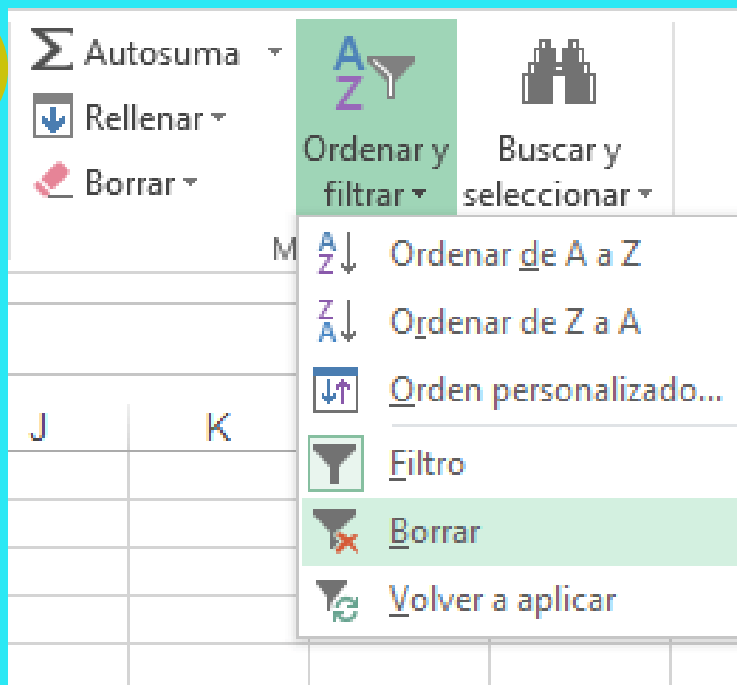 Autosuma
Rellenar
Borrar
Ordenar y
filtrar
Buscar y
seleccionar
M
Ordenar de A a Z
Ordenar de Z a A
Orden personalizado...
Filtro
Borrar
Volver a aplicar
J K